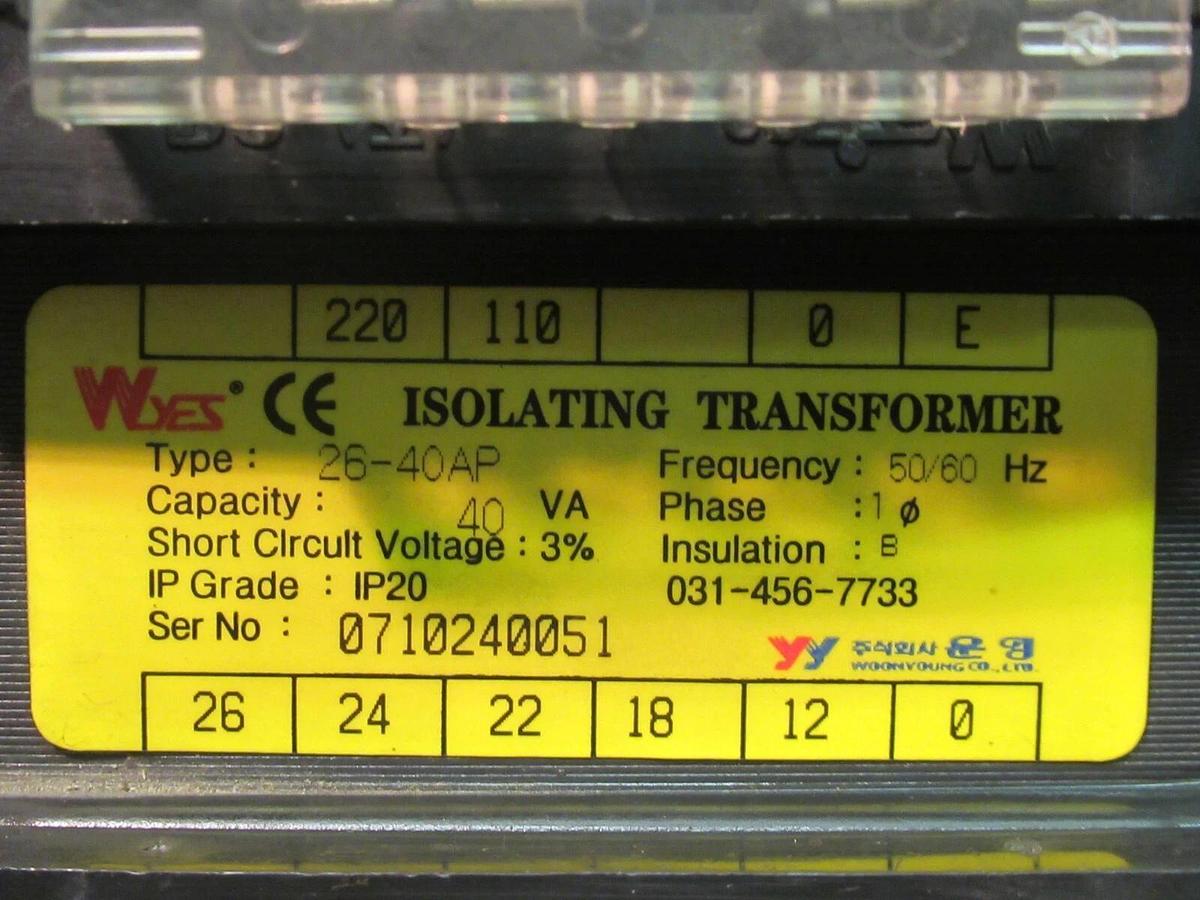 220 110 0 E
WYES® CE ISOLATING TRANSFORMER
Type : 26-40AP Frequency : 50/60 Hz
Capacity : 40 VA Phase : 1 ø
Short CIrcuIt Voltage : 3% Insulation : B
IP Grade : IP20 031-456-7733
Ser No : 0710240051
YY 주식회사 운영
WOONYOUNG CO., LTD.
26 24 22 18 12 0